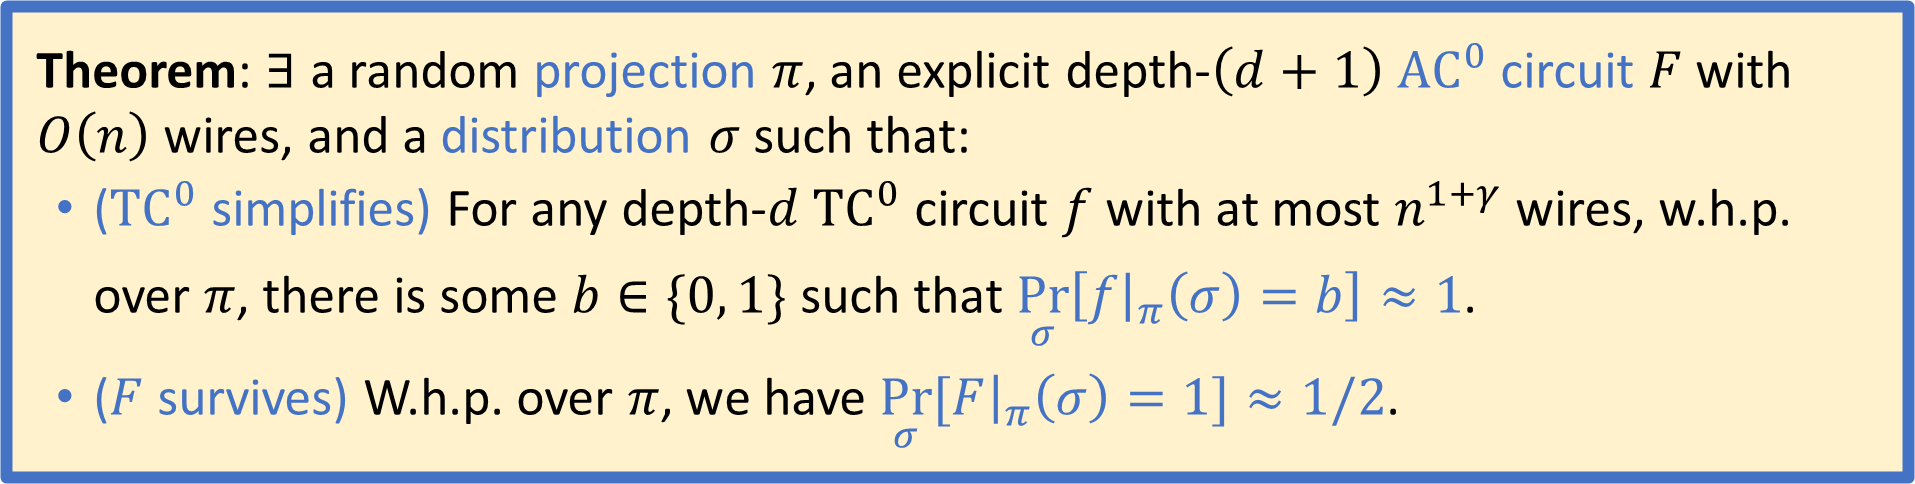 Theorem: ∃ a random projection π, an explicit depth-(d + 1) AC⁰ circuit F with
O(n) wires, and a distribution σ such that:
• (TC⁰ simplifies) For any depth-d TC⁰ circuit f with at most n^{1+γ} wires, w.h.p.
over π, there is some b ∈ {0, 1} such that Pr_σ[f|_π(σ) = b] ≈ 1.
• (F survives) W.h.p. over π, we have Pr_σ[F|_π(σ) = 1] ≈ 1/2.